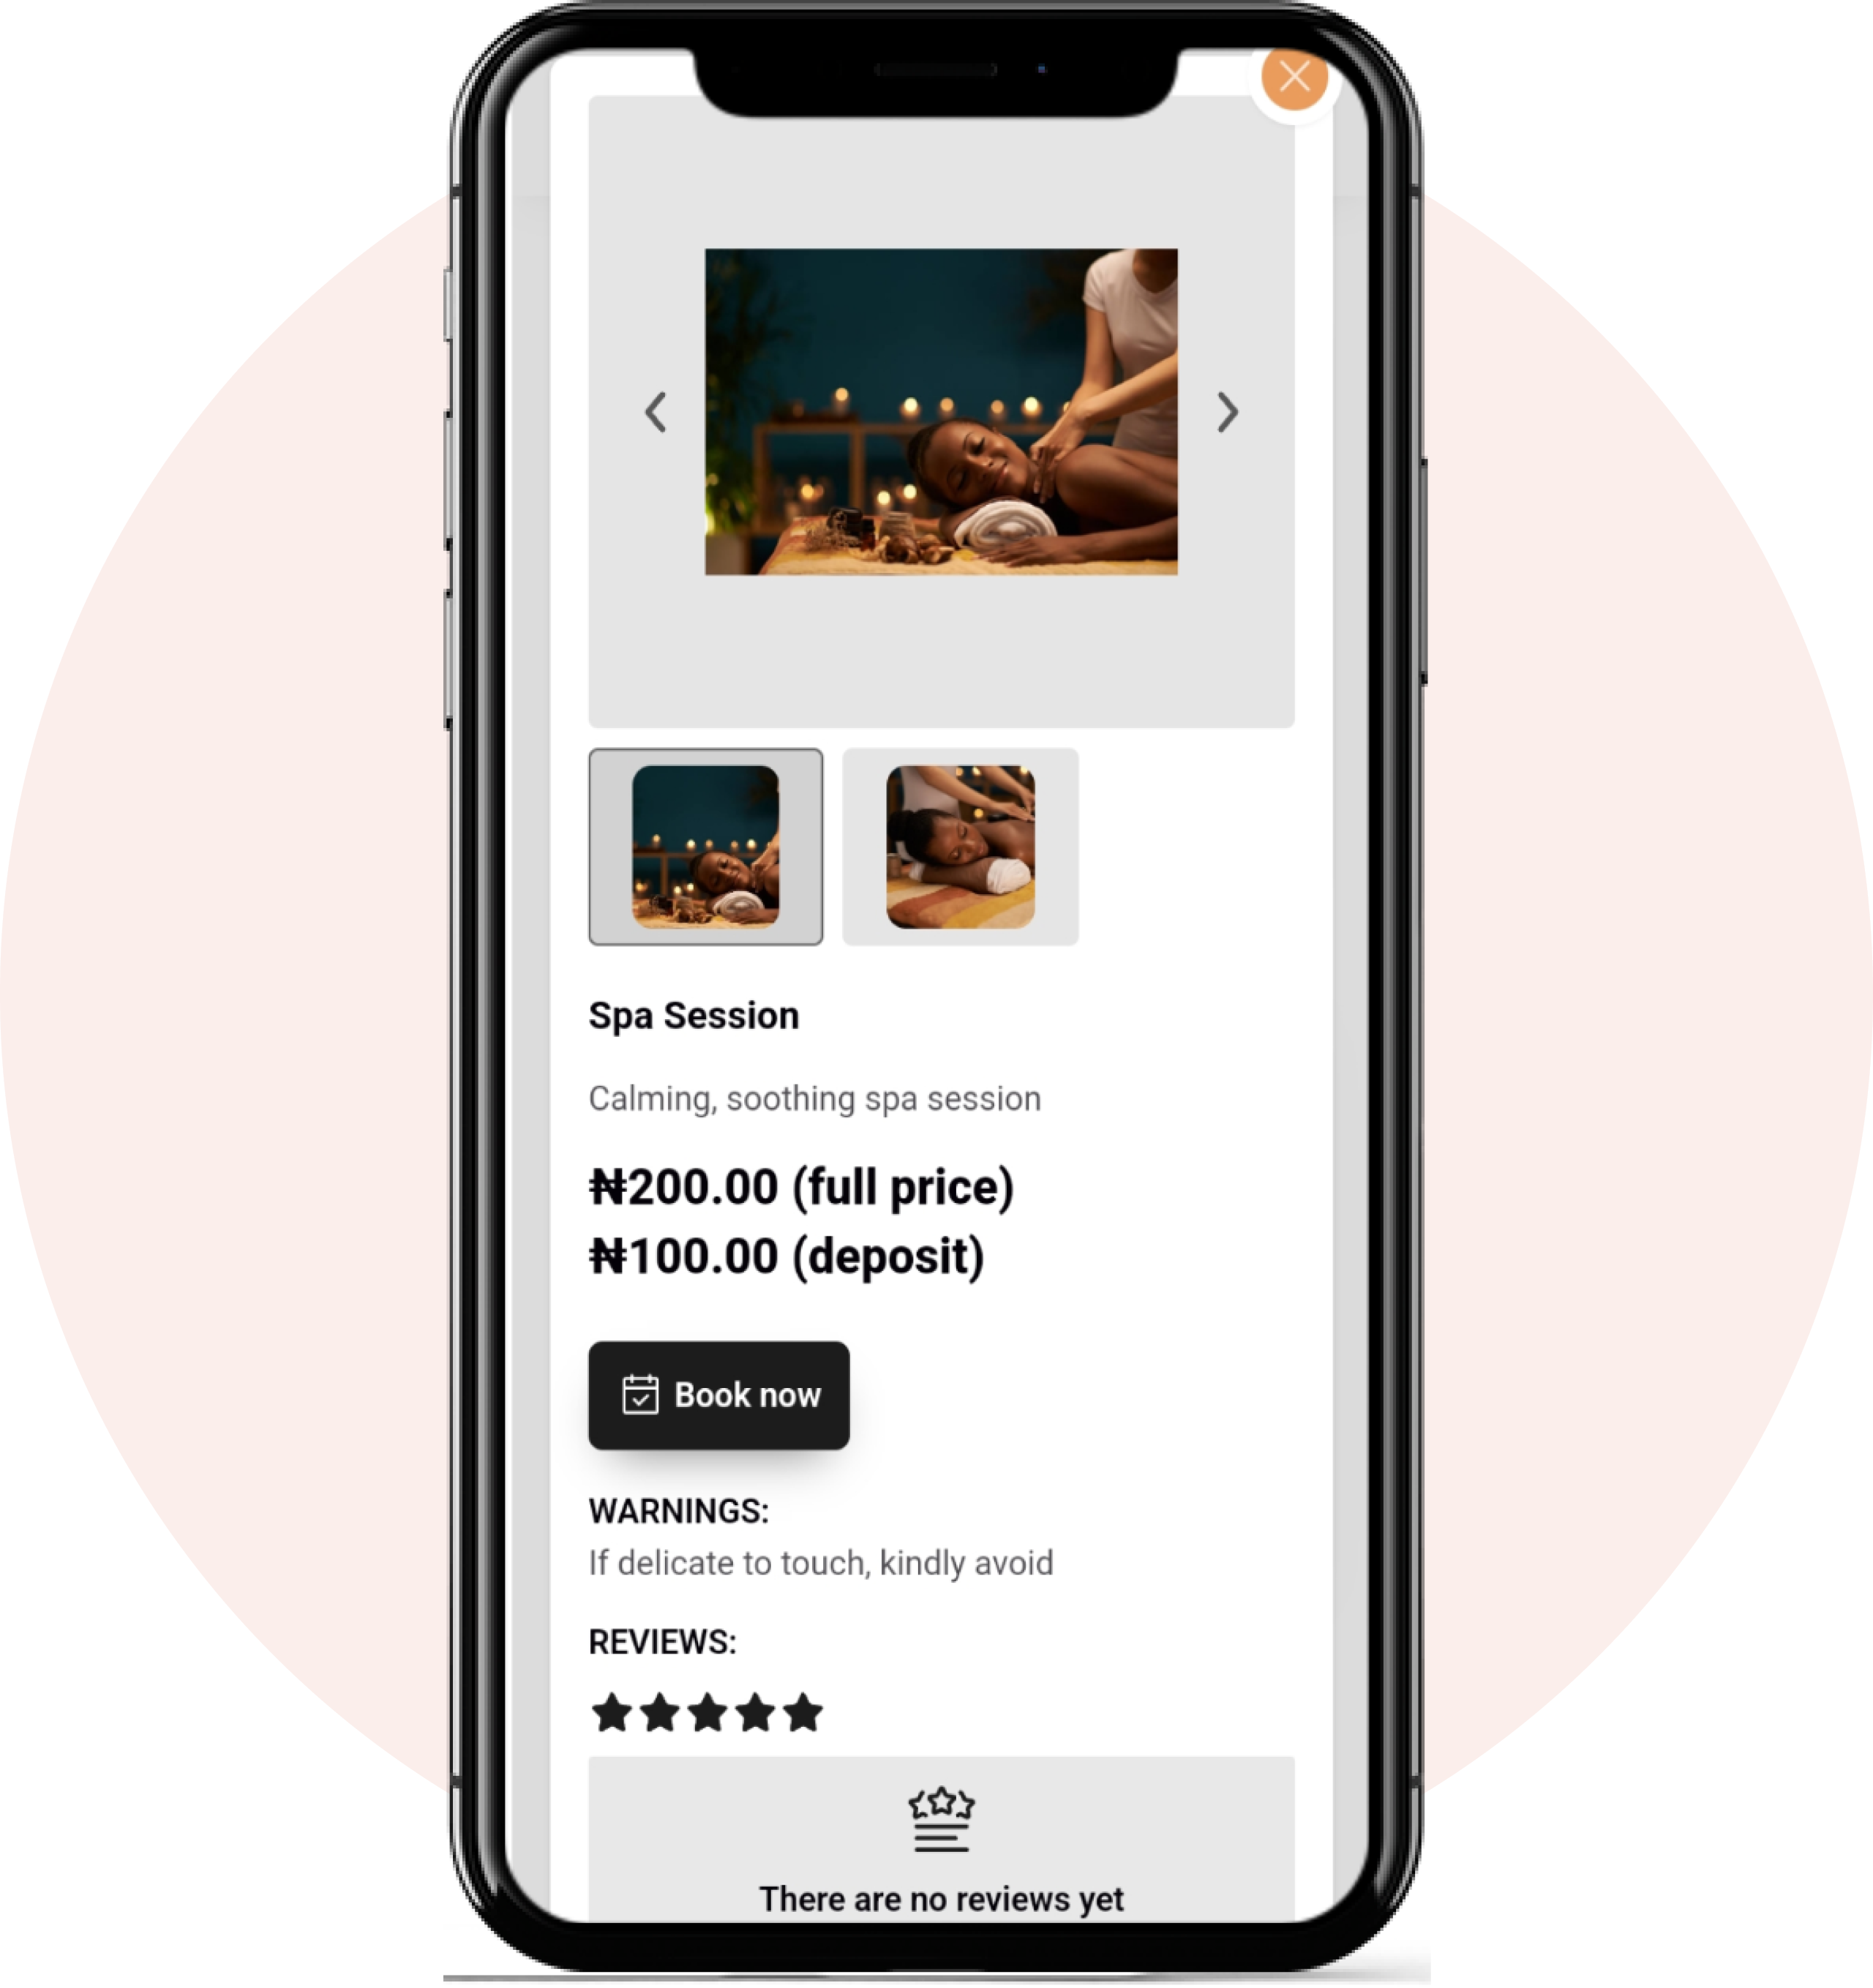 Spa Session
Calming, soothing spa session
₦200.00 (full price)
₦100.00 (deposit)
Book now
WARNINGS:
If delicate to touch, kindly avoid
REVIEWS:
There are no reviews yet